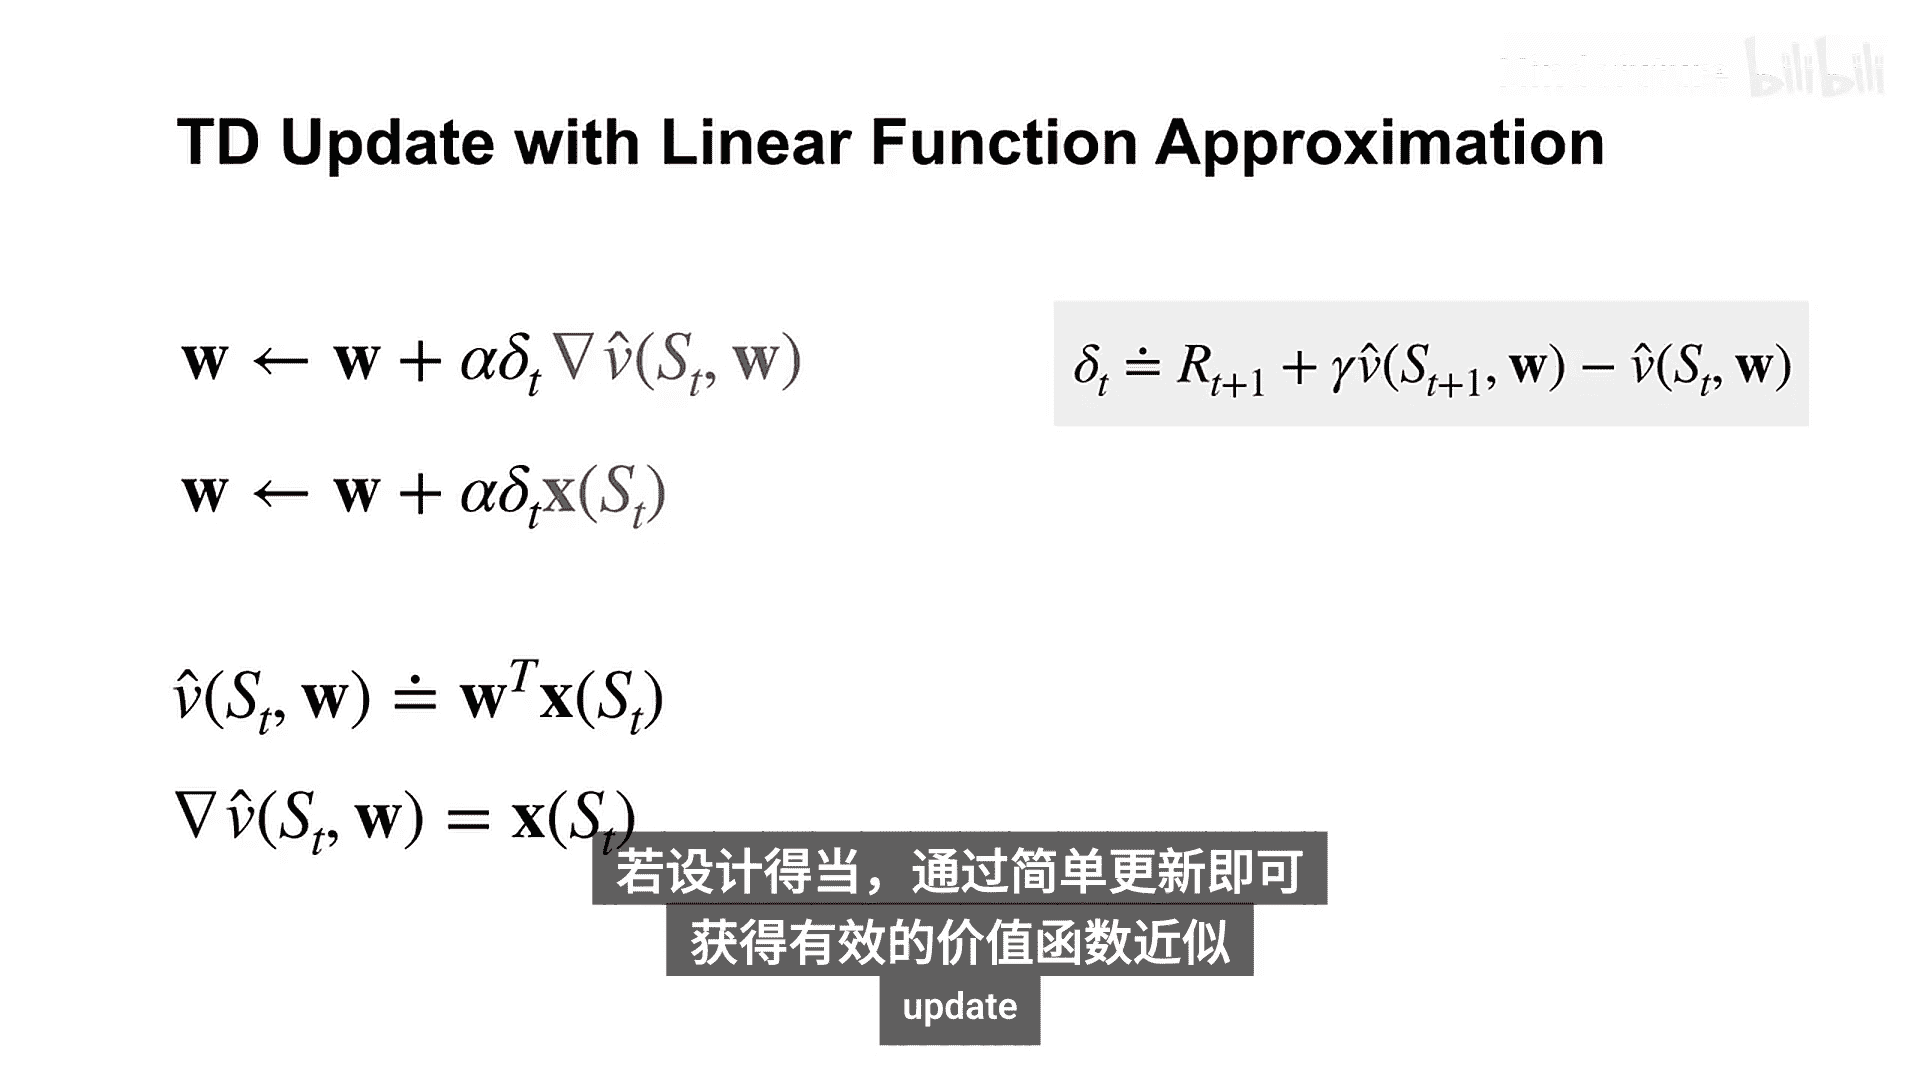 bilibili
TD Update with Linear Function Approximation
w ← w + αδ_t ∇v̂(S_t, w)
δ_t ≐ R_{t+1} + γv̂(S_{t+1}, w) − v̂(S_t, w)
w ← w + αδ_t x(S_t)
v̂(S_t, w) ≐ w^T x(S_t)
∇v̂(S_t, w) = x(S_t)
若设计得当，通过简单更新即可
获得有效的价值函数近似
update